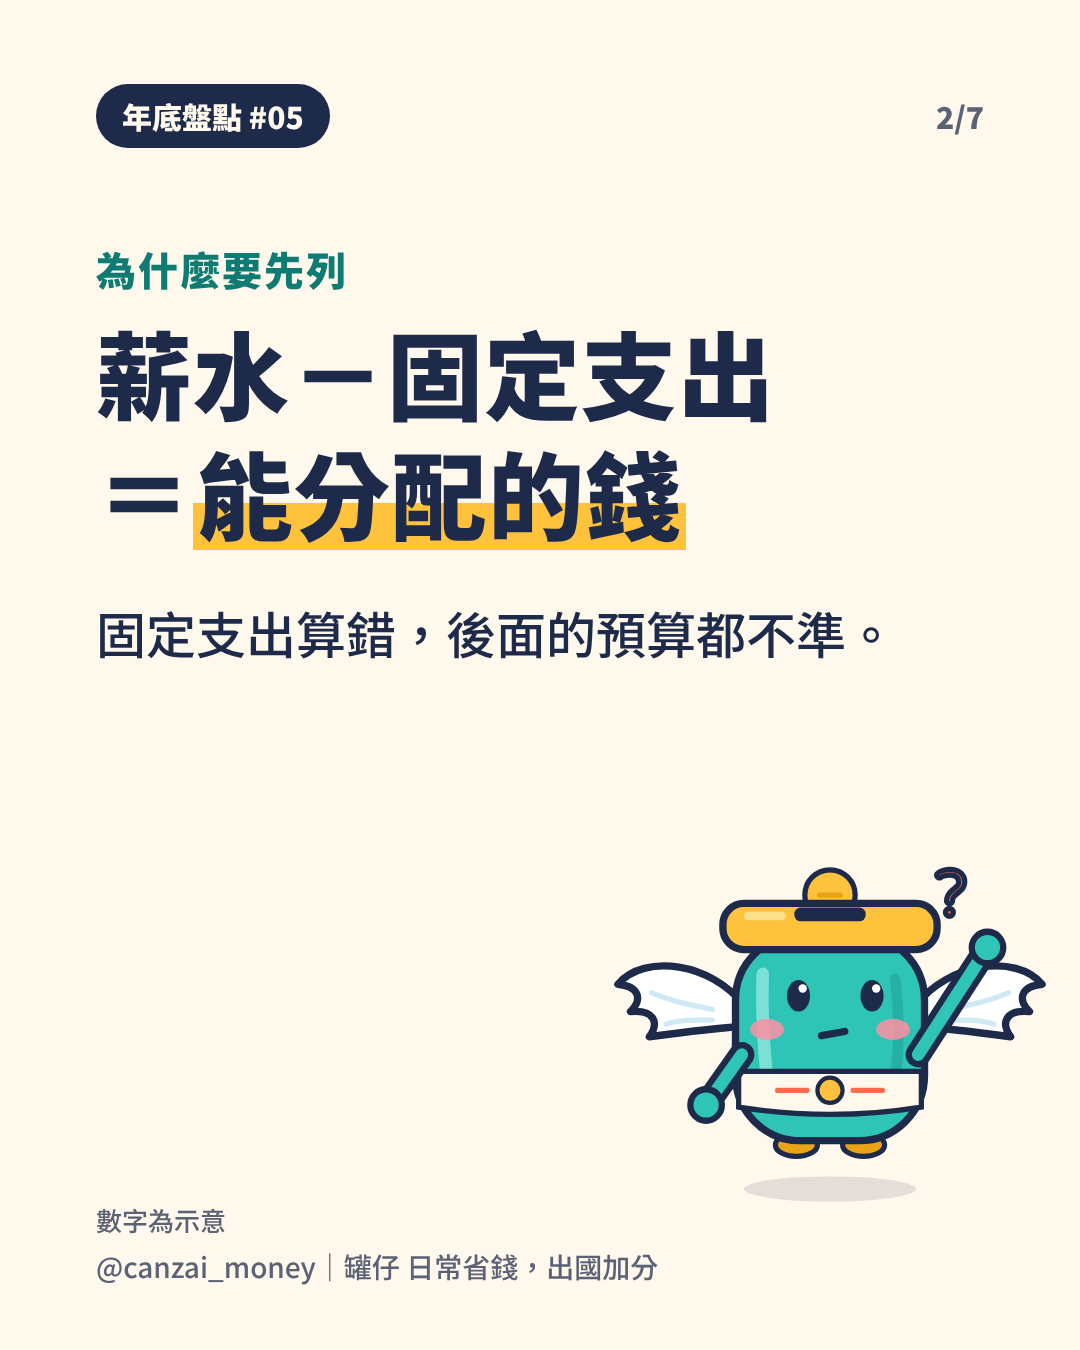 年底盤點 #05
2/7
為什麼要先列
薪水－固定支出
＝能分配的錢
固定支出算錯，後面的預算都不準。
?
數字為示意
@canzai_money｜罐仔 日常省錢，出國加分